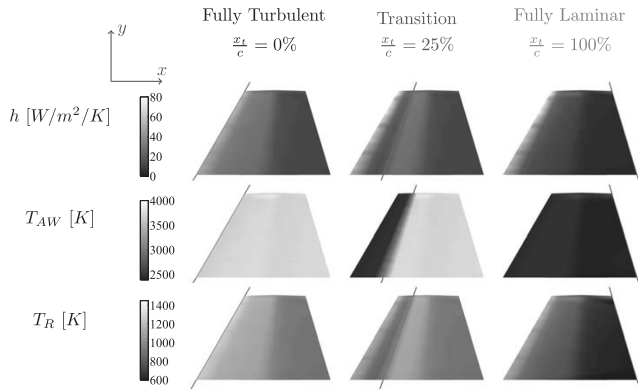 Fully Turbulent Transition Fully Laminar
x_t/c = 0% x_t/c = 25% x_t/c = 100%
y
x
h [W/m²/K]
80
60
40
20
0
T_AW [K]
4000
3500
3000
2500
T_R [K]
1400
1200
1000
800
600